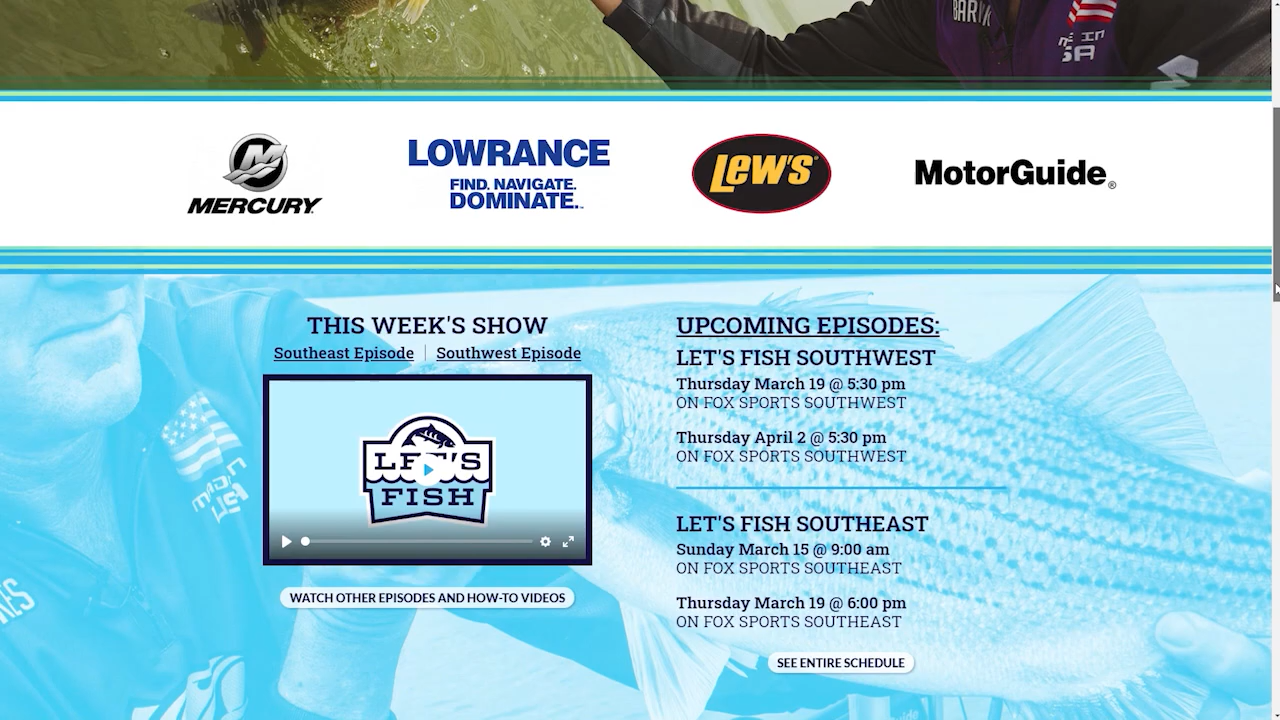 MERCURY
LOWRANCE
FIND. NAVIGATE.
DOMINATE.
LEW'S
MotorGuide®
THIS WEEK'S SHOW
Southeast Episode | Southwest Episode
LET'S
FISH
WATCH OTHER EPISODES AND HOW-TO VIDEOS
UPCOMING EPISODES:
LET'S FISH SOUTHWEST
Thursday March 19 @ 5:30 pm
ON FOX SPORTS SOUTHWEST
Thursday April 2 @ 5:30 pm
ON FOX SPORTS SOUTHWEST
LET'S FISH SOUTHEAST
Sunday March 15 @ 9:00 am
ON FOX SPORTS SOUTHEAST
Thursday March 19 @ 6:00 pm
ON FOX SPORTS SOUTHEAST
SEE ENTIRE SCHEDULE